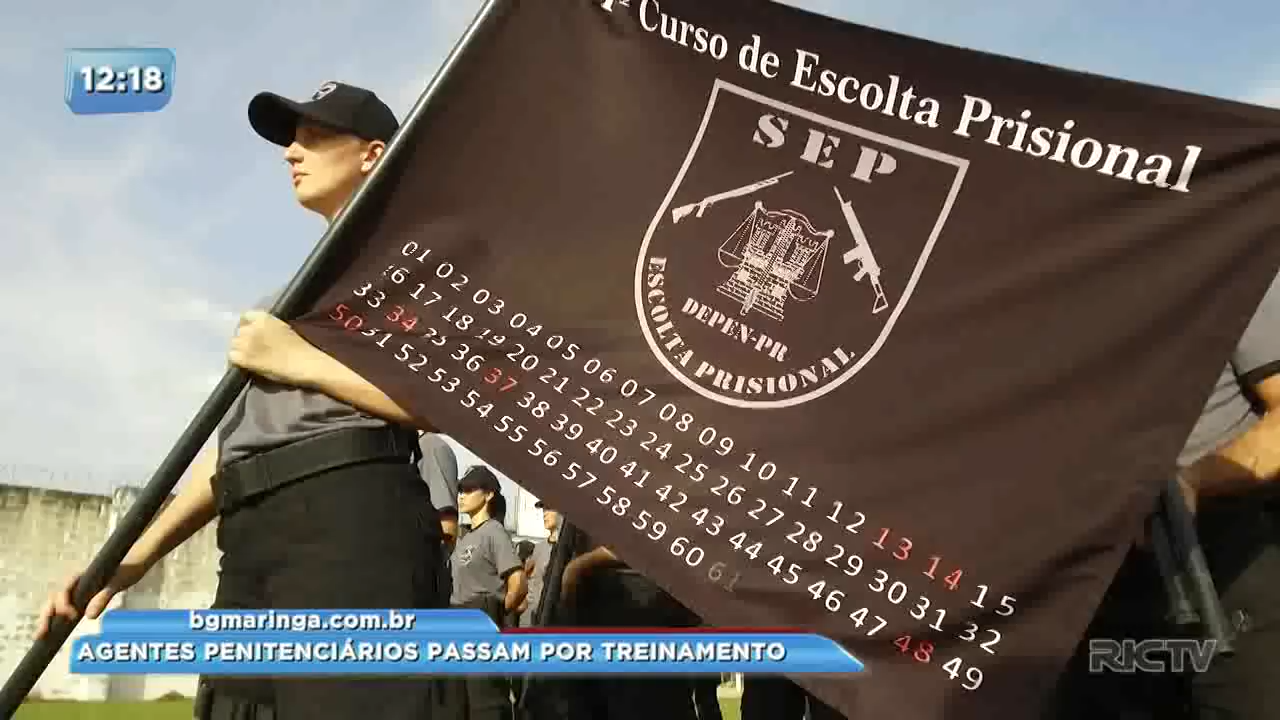 12:18
1º Curso de Escolta Prisional
SEP
DEPEN-PR
ESCOLTA PRISIONAL
01 02 03 04 05 06 07 08 09 10 11 12 13 14 15
16 17 18 19 20 21 22 23 24 25 26 27 28 29 30 31 32
33 34 35 36 37 38 39 40 41 42 43 44 45 46 47 48 49
50 51 52 53 54 55 56 57 58 59 60 61
bgmaringa.com.br
AGENTES PENITENCIÁRIOS PASSAM POR TREINAMENTO
RICTV